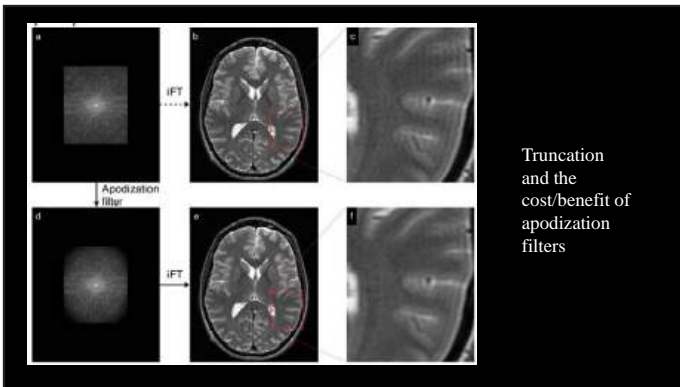 a
b
c
iFT
Apodization
filter
d
e
f
iFT
Truncation
and the
cost/benefit of
apodization
filters